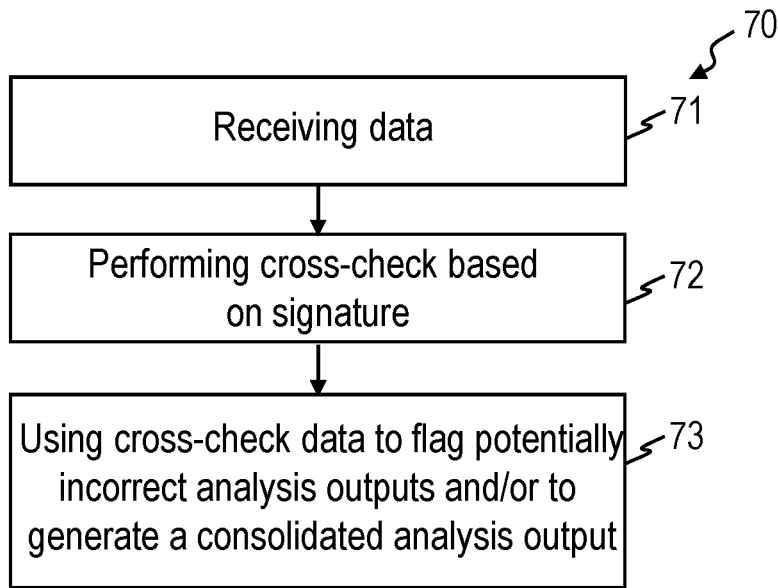 70
Receiving data
71
Performing cross-check based
on signature
72
Using cross-check data to flag potentially
incorrect analysis outputs and/or to
generate a consolidated analysis output
73